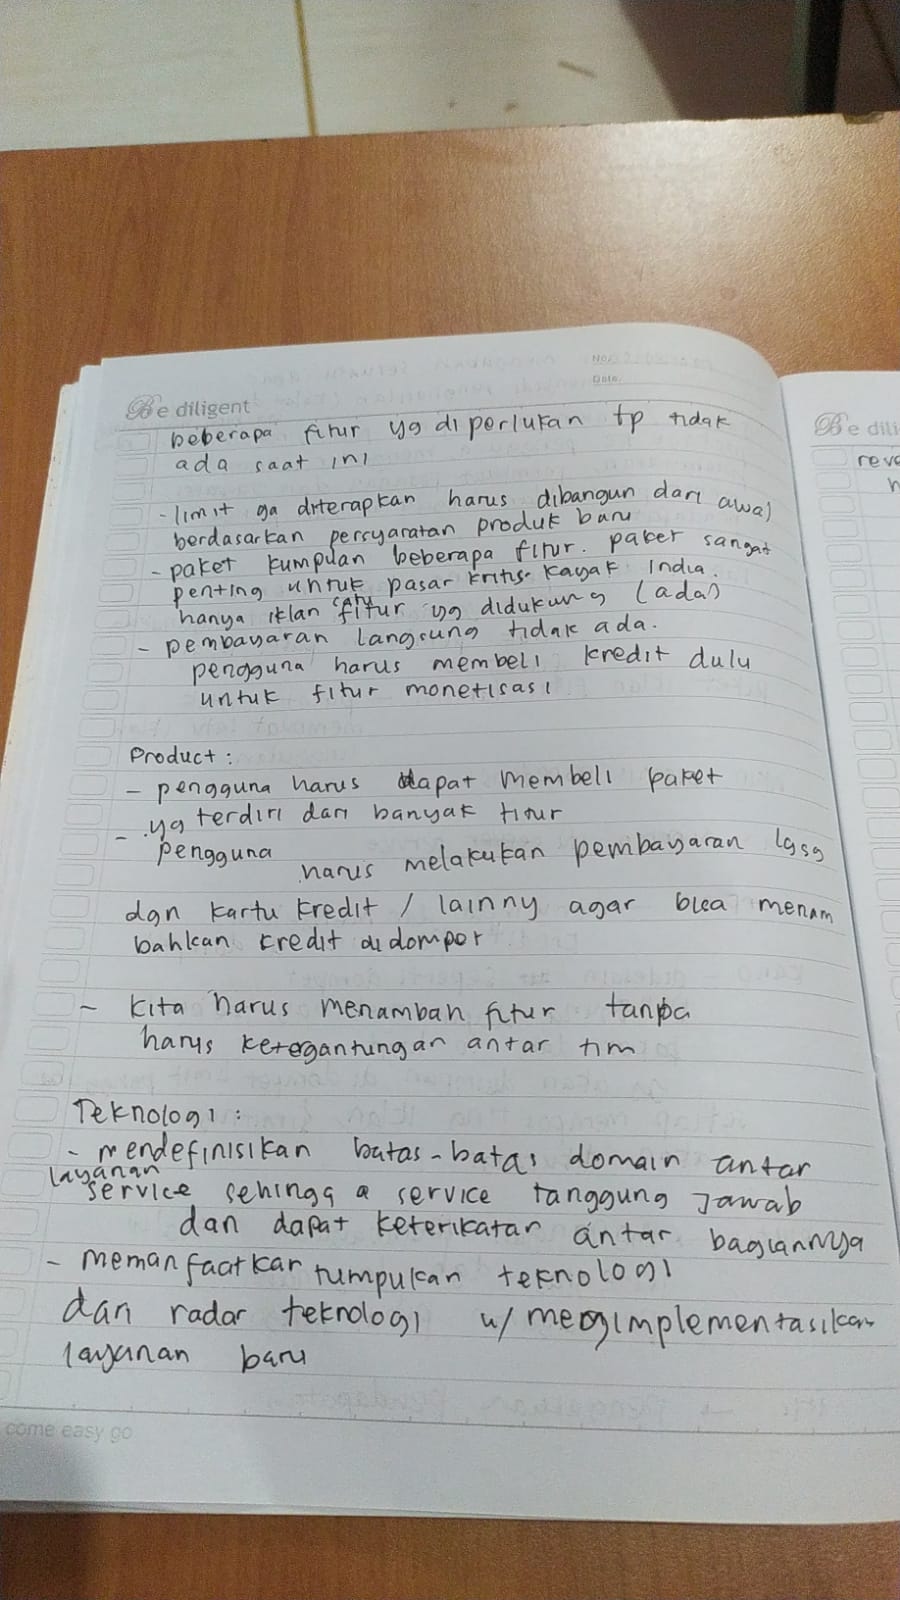 No.
Date.
Be diligent
beberapa fitur yg diperlukan tp tidak
ada saat ini
- limit ga diterapkan harus dibangun dari awal
berdasarkan persyaratan produk baru
- paket kumpulan beberapa fitur. paket sangat
penting untuk pasar kritis kayak India.
hanya iklan satu fitur yg didukung (ada)
- pembayaran langsung tidak ada.
pengguna harus membeli kredit dulu
untuk fitur monetisasi
Product :
- pengguna harus dapat membeli paket
yg terdiri dari banyak fitur
- pengguna
harus melakukan pembayaran lgsg
dgn kartu kredit / lainny agar bisa menam
bahkan kredit didompet
- kita harus menambah fitur tanpa
harus ketergantungan antar tim
Teknologi :
- mendefinisikan batas-batas domain antar
layanan
service sehingga a service tanggung jawab
dan dapat keterikatan antar bagiannya
- memanfaatkan tumpukan teknologi
dan radar teknologi u/ mengimplementasikan
layanan baru
come easy go
Be dili
reve